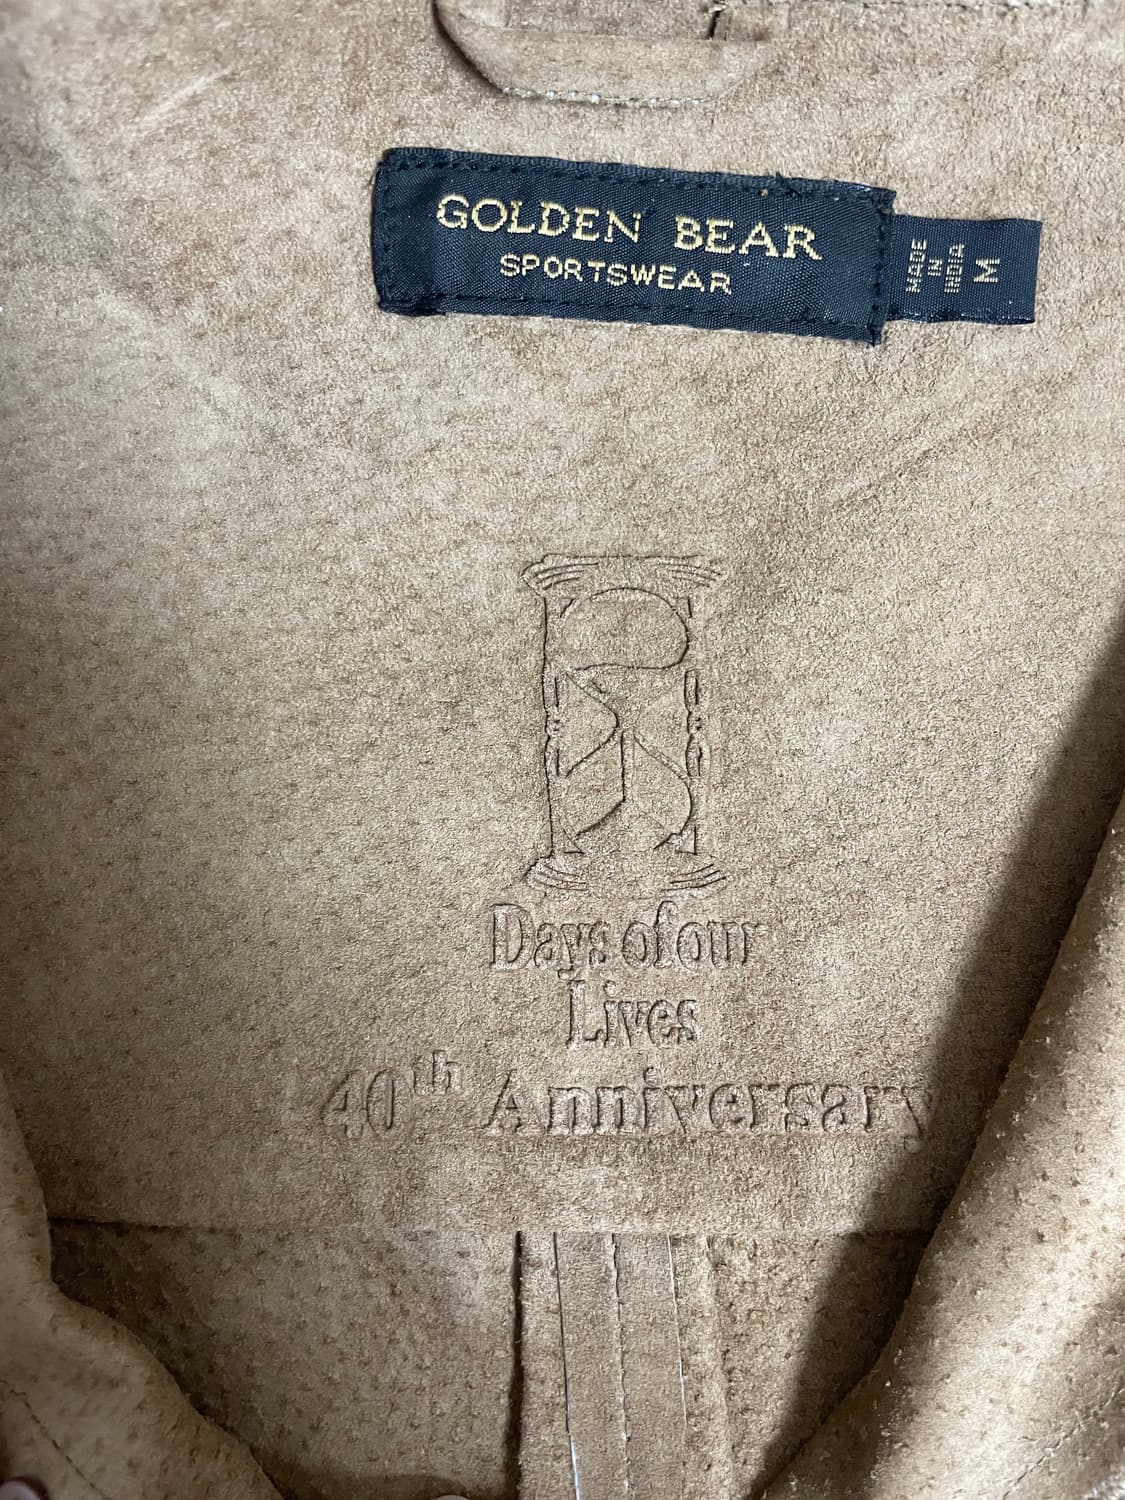 GOLDEN BEAR
SPORTSWEAR
MADE
IN
INDIA
M
Days of our
Lives
40th Anniversary